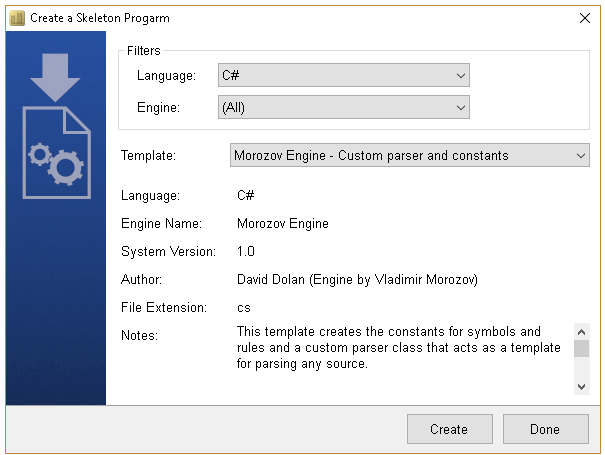 Create a Skeleton Progarm
Filters
Language: C#
Engine: (All)
Template: Morozov Engine - Custom parser and constants
Language: C#
Engine Name: Morozov Engine
System Version: 1.0
Author: David Dolan (Engine by Vladimir Morozov)
File Extension: cs
Notes: This template creates the constants for symbols and
rules and a custom parser class that acts as a template
for parsing any source.
Create Done